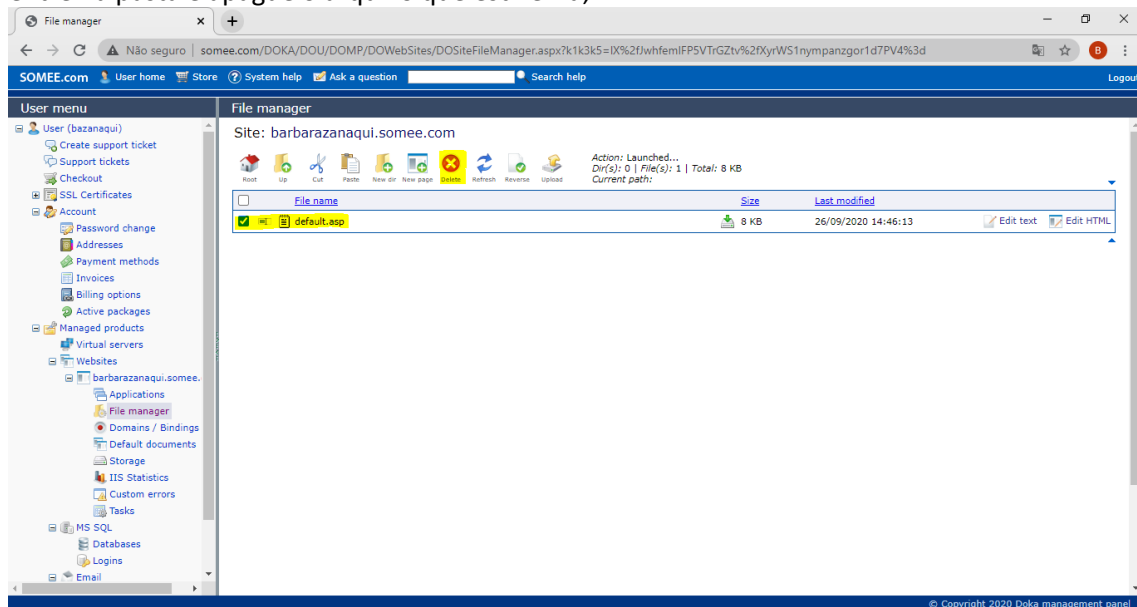 File manager
Não seguro | somee.com/DOKA/DOU/DOMP/DOWebSites/DOSiteFileManager.aspx?k1k3k5=IX%2fJwhfemIFP5VTrGZtv%2fXyrWS1nympanzgor1d7PV4%3d
B
SOMEE.com User home Store System help Ask a question Search help Logout
User menu
File manager
User (bazanaqui)
Create support ticket
Support tickets
Checkout
SSL Certificates
Account
Password change
Addresses
Payment methods
Invoices
Billing options
Active packages
Managed products
Virtual servers
Websites
barbarazanaqui.somee.
Applications
File manager
Domains / Bindings
Default documents
Storage
IIS Statistics
Custom errors
Tasks
MS SQL
Databases
Logins
Email
Site: barbarazanaqui.somee.com
Root Up Cut Paste New dir New page Delete Refresh Reverse Upload
Action: Launched...
Dir(s): 0 | File(s): 1 | Total: 8 KB
Current path:
File name Size Last modified
default.asp 8 KB 26/09/2020 14:46:13 Edit text Edit HTML
© Copyright 2020 Doka management panel